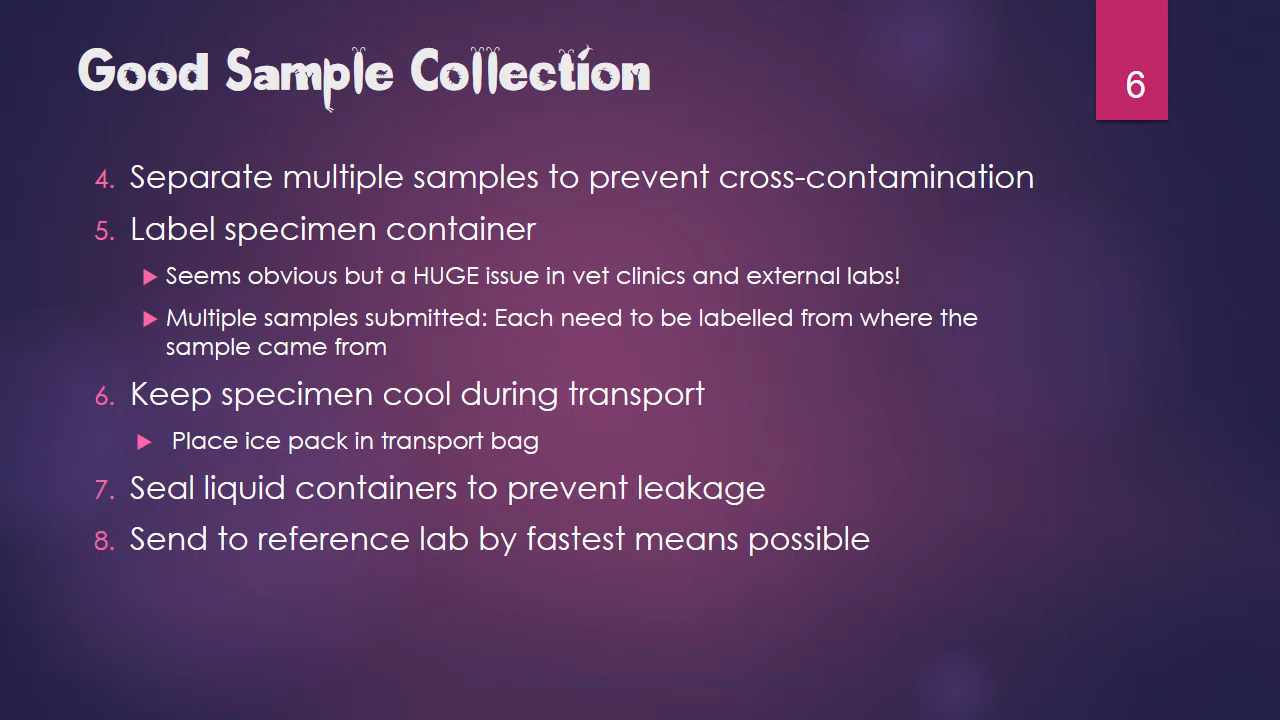 Good Sample Collection
6
4. Separate multiple samples to prevent cross-contamination
5. Label specimen container
▶ Seems obvious but a HUGE issue in vet clinics and external labs!
▶ Multiple samples submitted: Each need to be labelled from where the
sample came from
6. Keep specimen cool during transport
▶ Place ice pack in transport bag
7. Seal liquid containers to prevent leakage
8. Send to reference lab by fastest means possible